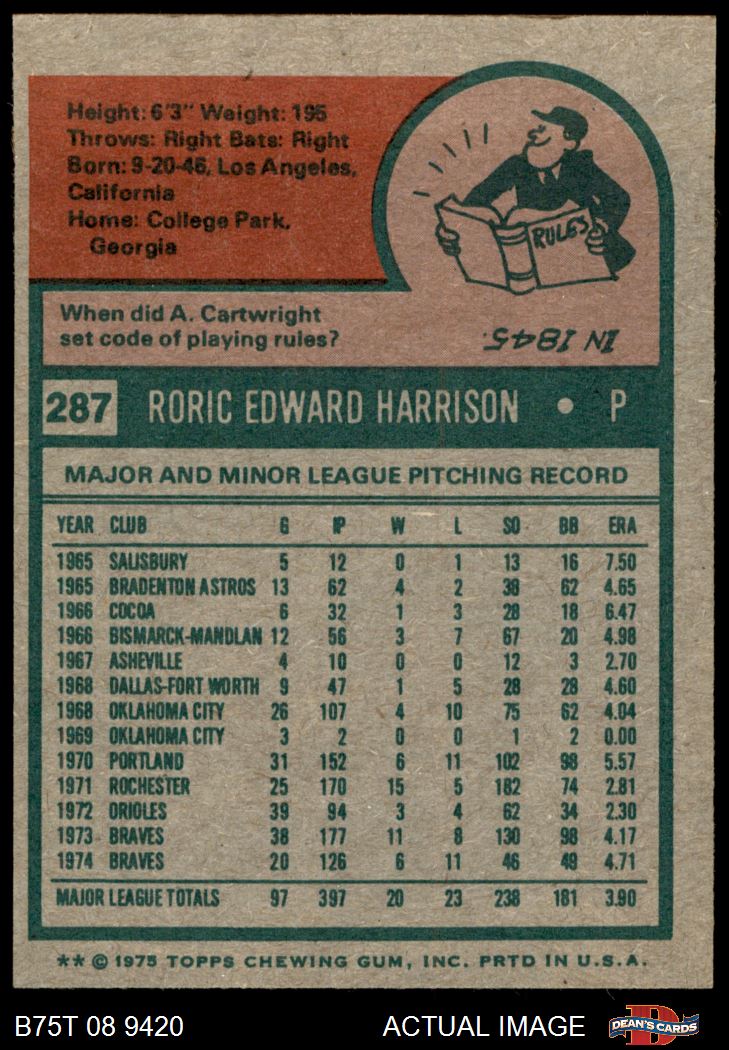 Height: 6'3" Weight: 195
Throws: Right Bats: Right
Born: 9-20-46, Los Angeles,
California
Home: College Park,
Georgia
RULES
When did A. Cartwright
set code of playing rules?
IN 1845.
287 RORIC EDWARD HARRISON • P
MAJOR AND MINOR LEAGUE PITCHING RECORD
YEAR CLUB G IP W L SO BB ERA
1965 SALISBURY 5 12 0 1 13 16 7.50
1965 BRADENTON ASTROS 13 62 4 2 38 62 4.65
1966 COCOA 6 32 1 3 28 18 6.47
1966 BISMARCK-MANDLAN 12 56 3 7 67 20 4.98
1967 ASHEVILLE 4 10 0 0 12 3 2.70
1968 DALLAS-FORT WORTH 9 47 1 5 28 28 4.60
1968 OKLAHOMA CITY 26 107 4 10 75 62 4.04
1969 OKLAHOMA CITY 3 2 0 0 1 2 0.00
1970 PORTLAND 31 152 6 11 102 98 5.57
1971 ROCHESTER 25 170 15 5 182 74 2.81
1972 ORIOLES 39 94 3 4 62 34 2.30
1973 BRAVES 38 177 11 8 130 98 4.17
1974 BRAVES 20 126 6 11 46 49 4.71
MAJOR LEAGUE TOTALS 97 397 20 23 238 181 3.90
** © 1975 TOPPS CHEWING GUM, INC. PRTD IN U.S.A.
B75T 08 9420 ACTUAL IMAGE D DEAN'S CARDS